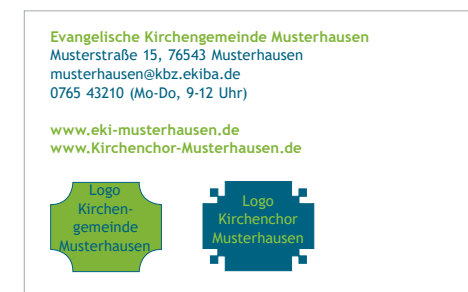 Evangelische Kirchengemeinde Musterhausen
Musterstraße 15, 76543 Musterhausen
musterhausen@kbz.ekiba.de
0765 43210 (Mo-Do, 9-12 Uhr)
www.eki-musterhausen.de
www.Kirchenchor-Musterhausen.de
Logo
Kirchen-
gemeinde
Musterhausen
Logo
Kirchenchor
Musterhausen